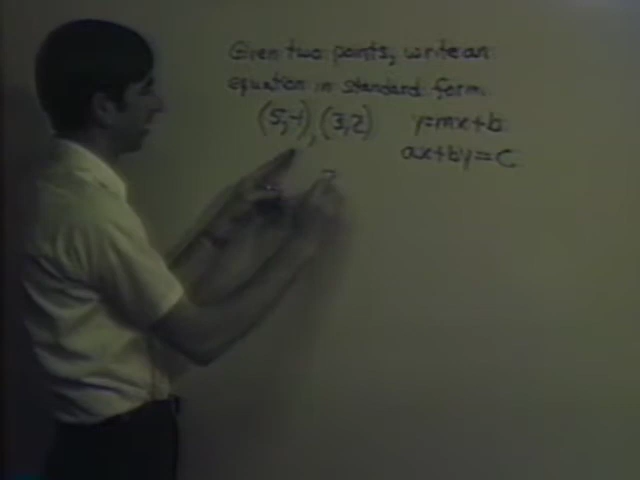 Given two points, write an
equation in standard form
(5,-1), (3,2) y=mx+b
ax+by=c